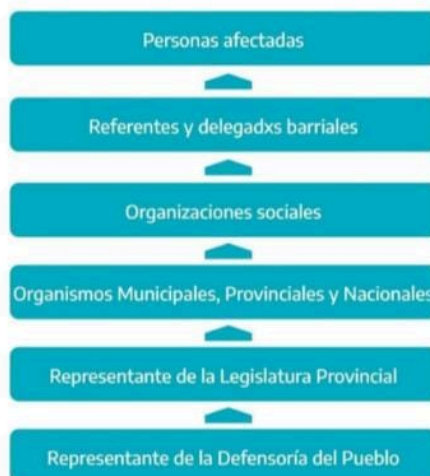 Personas afectadas
Referentes y delegadxs barriales
Organizaciones sociales
Organismos Municipales, Provinciales y Nacionales
Representante de la Legislatura Provincial
Representante de la Defensoría del Pueblo